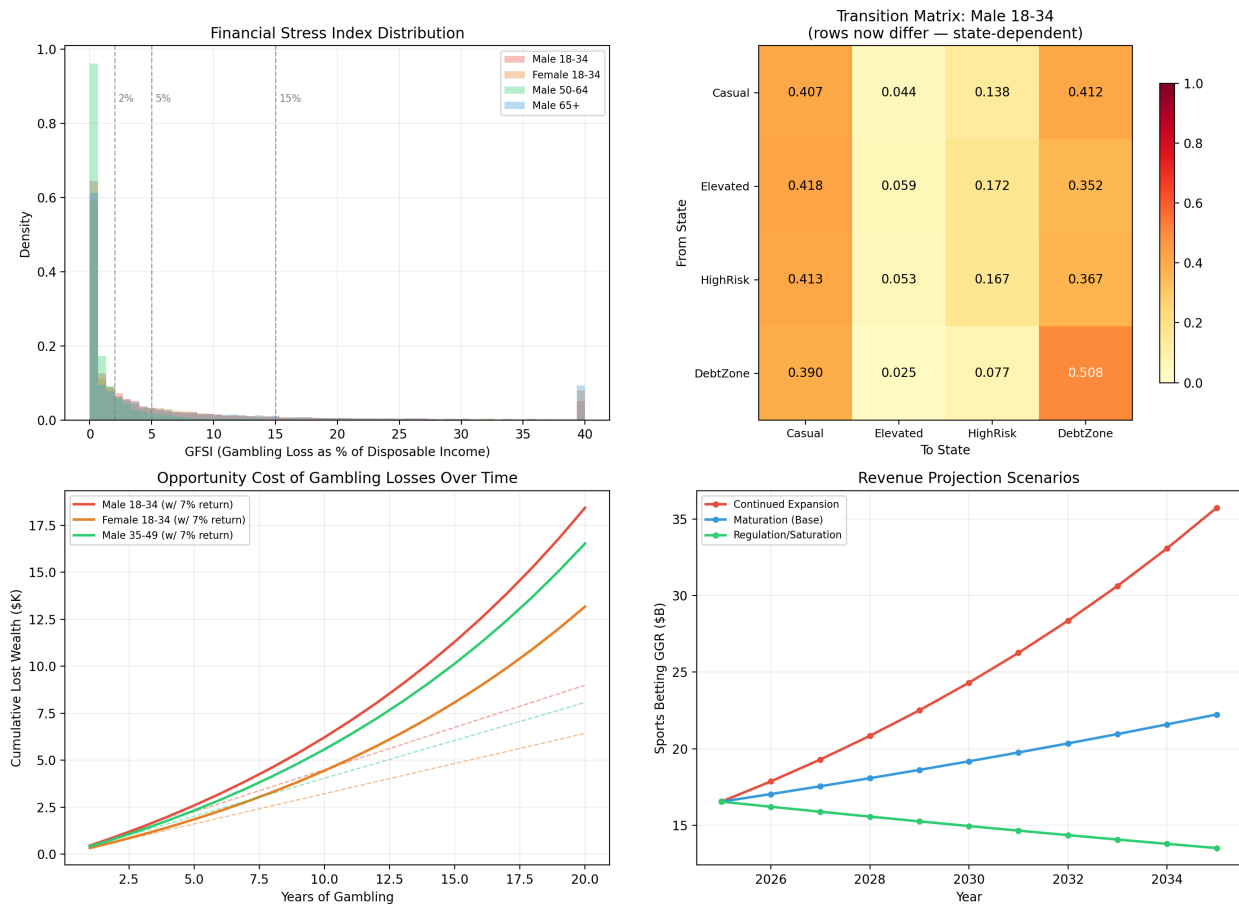 Financial Stress Index Distribution
1.0
0.8
0.6
0.4
0.2
0.0
Density
2%
5%
15%
Male 18-34
Female 18-34
Male 50-64
Male 65+
0 5 10 15 20 25 30 35 40
GFSI (Gambling Loss as % of Disposable Income)
Transition Matrix: Male 18-34
(rows now differ — state-dependent)
From State
Casual 0.407 0.044 0.138 0.412
Elevated 0.418 0.059 0.172 0.352
HighRisk 0.413 0.053 0.167 0.367
DebtZone 0.390 0.025 0.077 0.508
Casual Elevated HighRisk DebtZone
To State
1.0
0.8
0.6
0.4
0.2
0.0
Opportunity Cost of Gambling Losses Over Time
Male 18-34 (w/ 7% return)
Female 18-34 (w/ 7% return)
Male 35-49 (w/ 7% return)
17.5
15.0
12.5
10.0
7.5
5.0
2.5
0.0
Cumulative Lost Wealth ($K)
2.5 5.0 7.5 10.0 12.5 15.0 17.5 20.0
Years of Gambling
Revenue Projection Scenarios
Continued Expansion
Maturation (Base)
Regulation/Saturation
35
30
25
20
15
Sports Betting GGR ($B)
2026 2028 2030 2032 2034
Year